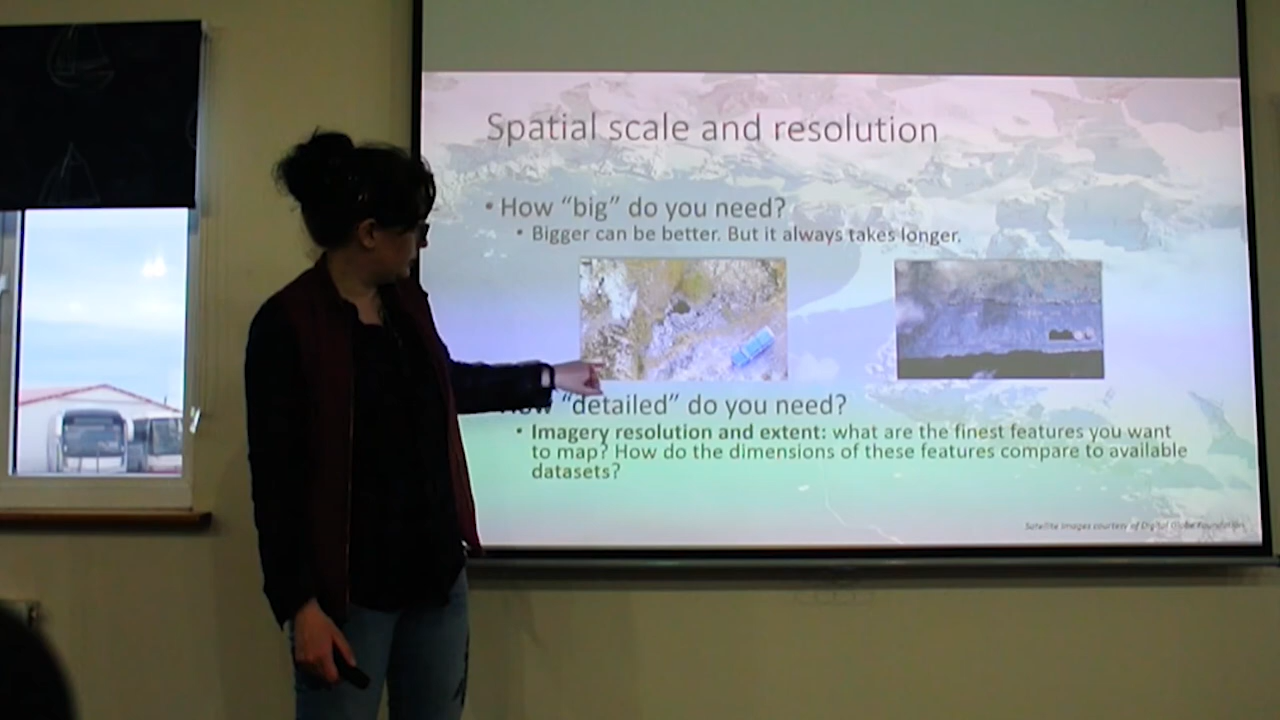 Spatial scale and resolution
• How “big” do you need?
• Bigger can be better. But it always takes longer.
How “detailed” do you need?
• Imagery resolution and extent: what are the finest features you want
to map? How do the dimensions of these features compare to available
datasets?
Satellite images courtesy of Digital Globe Foundation